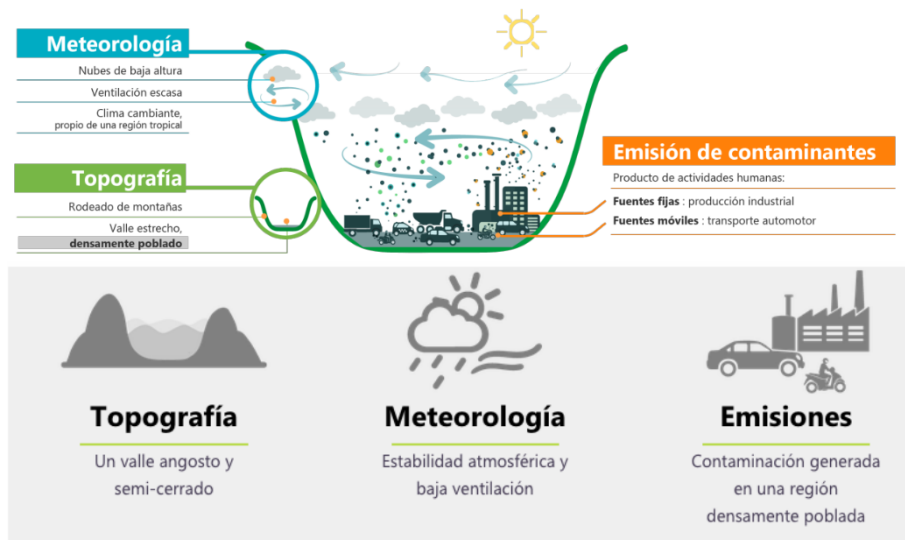 Meteorología
Nubes de baja altura
Ventilación escasa
Clima cambiante,
propio de una región tropical
Topografía
Rodeado de montañas
Valle estrecho,
densamente poblado
Emisión de contaminantes
Producto de actividades humanas:
Fuentes fijas : producción industrial
Fuentes móviles : transporte automotor
Topografía
Un valle angosto y
semi-cerrado
Meteorología
Estabilidad atmosférica y
baja ventilación
Emisiones
Contaminación generada
en una región
densamente poblada